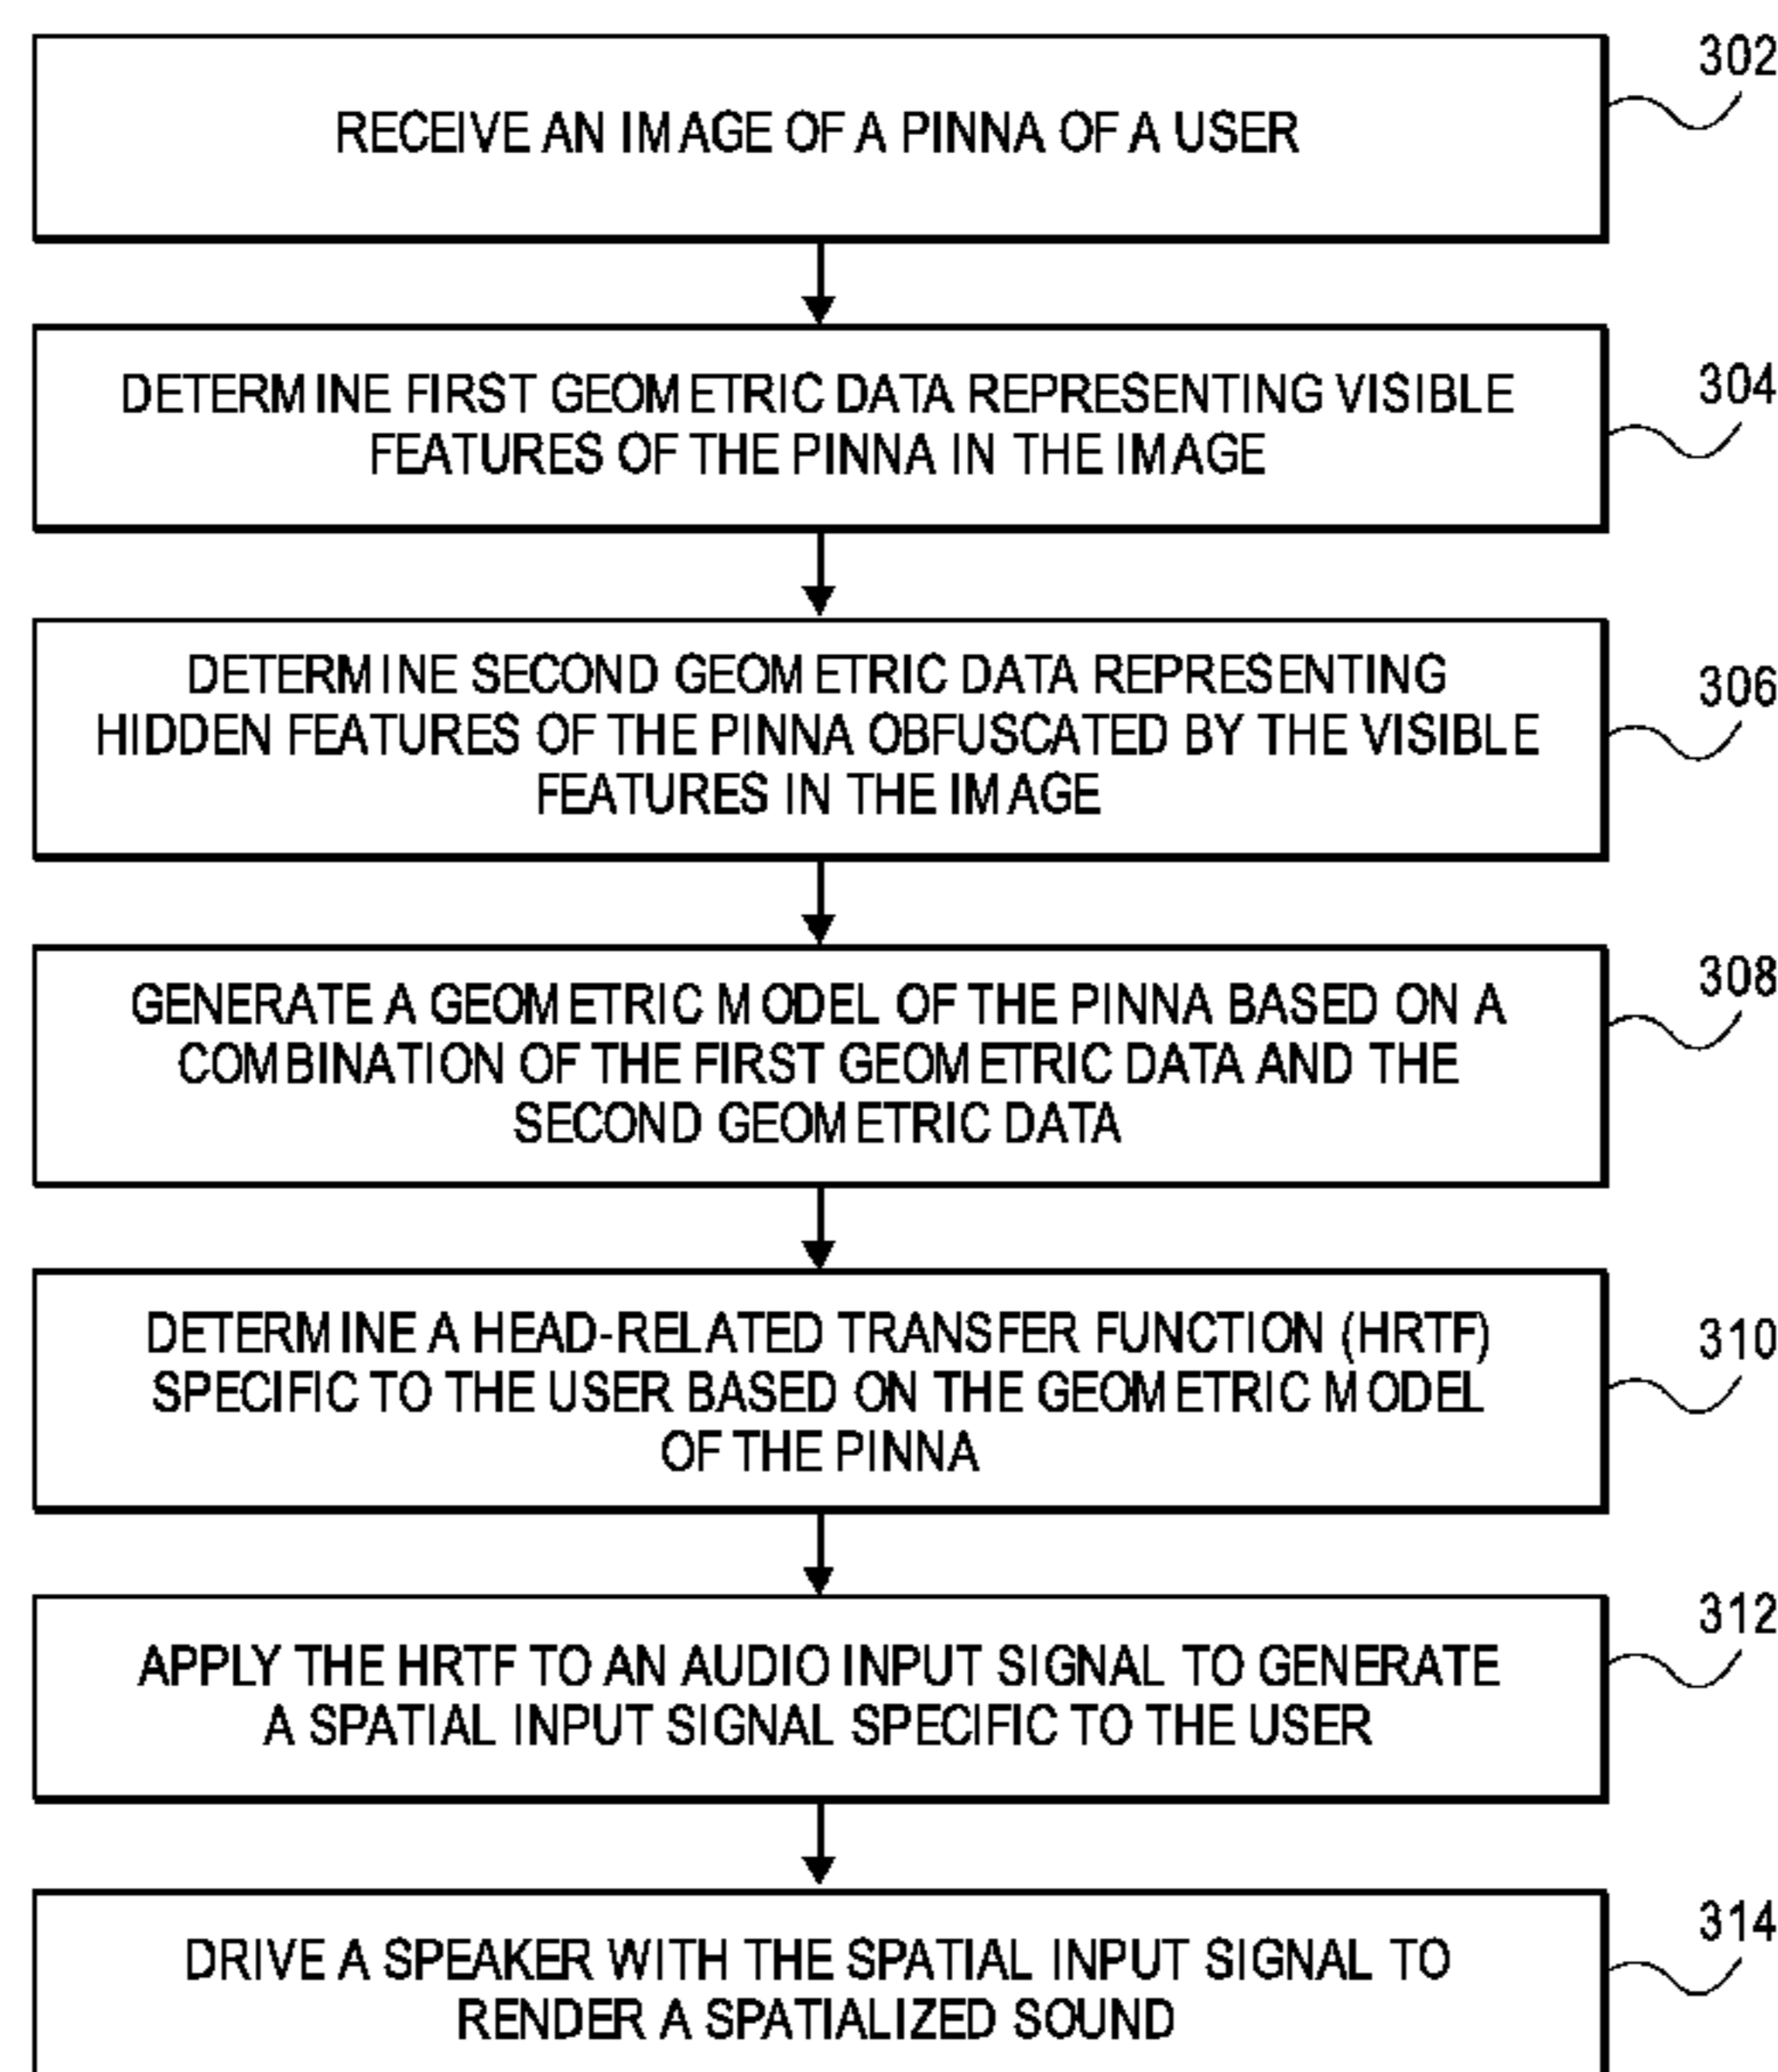 302
RECEIVE AN IMAGE OF A PINNA OF A USER
304
DETERMINE FIRST GEOMETRIC DATA REPRESENTING VISIBLE
FEATURES OF THE PINNA IN THE IMAGE
306
DETERMINE SECOND GEOMETRIC DATA REPRESENTING
HIDDEN FEATURES OF THE PINNA OBFUSCATED BY THE VISIBLE
FEATURES IN THE IMAGE
308
GENERATE A GEOMETRIC MODEL OF THE PINNA BASED ON A
COMBINATION OF THE FIRST GEOMETRIC DATA AND THE
SECOND GEOMETRIC DATA
310
DETERMINE A HEAD-RELATED TRANSFER FUNCTION (HRTF)
SPECIFIC TO THE USER BASED ON THE GEOMETRIC MODEL
OF THE PINNA
312
APPLY THE HRTF TO AN AUDIO INPUT SIGNAL TO GENERATE
A SPATIAL INPUT SIGNAL SPECIFIC TO THE USER
314
DRIVE A SPEAKER WITH THE SPATIAL INPUT SIGNAL TO
RENDER A SPATIALIZED SOUND